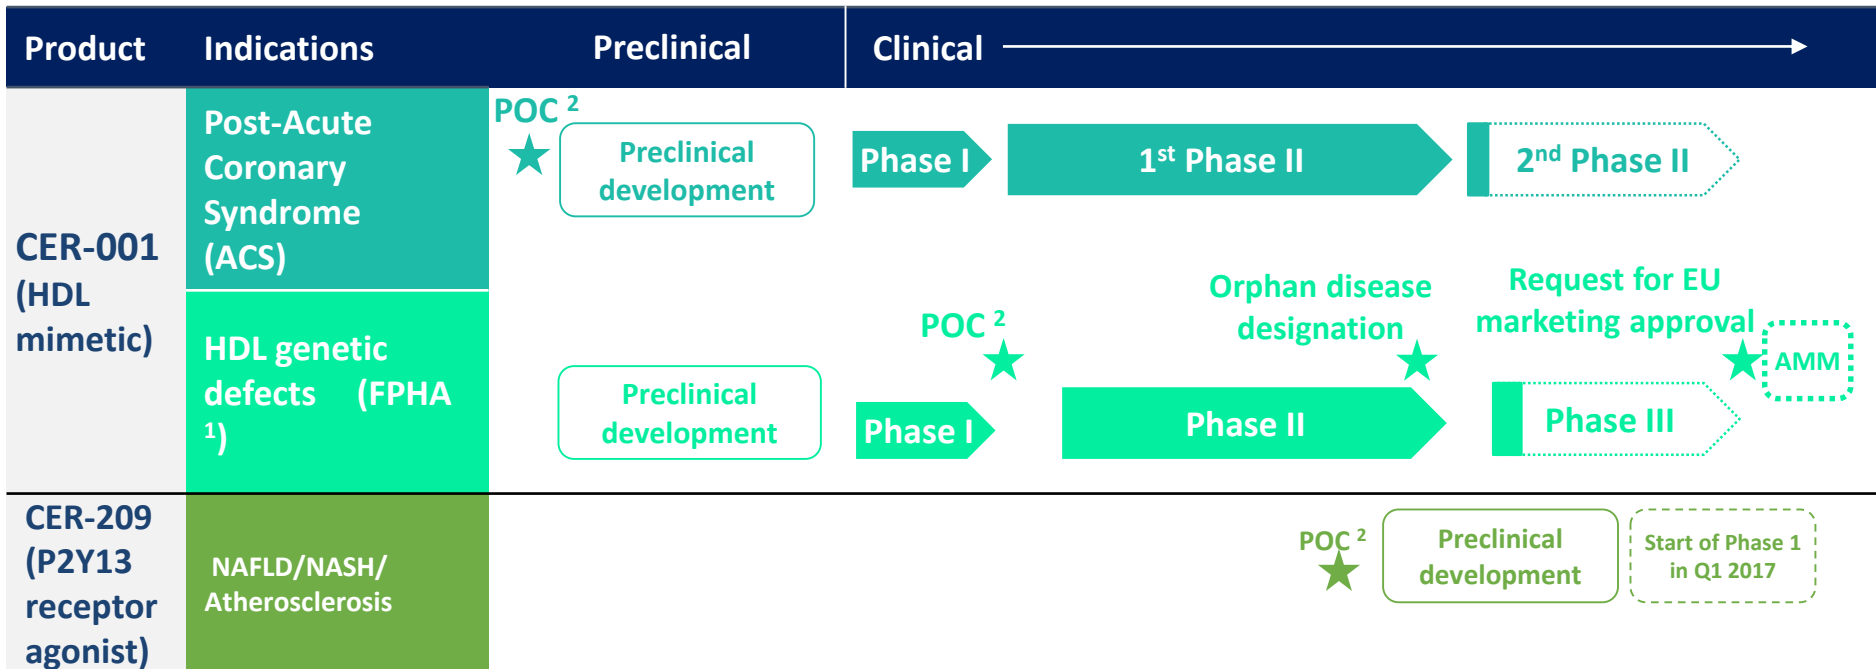 Product
Indications
Preclinical
Clinical
CER-001
(HDL
mimetic)
Post-Acute
Coronary
Syndrome
(ACS)
POC 2
Preclinical
development
Phase I
1st Phase II
2nd Phase II
HDL genetic
defects (FPHA
1)
Preclinical
development
POC 2
Phase I
Orphan disease
designation
Phase II
Request for EU
marketing approval
Phase III
AMM
CER-209
(P2Y13
receptor
agonist)
NAFLD/NASH/
Atherosclerosis
POC 2
Preclinical
development
Start of Phase 1
in Q1 2017